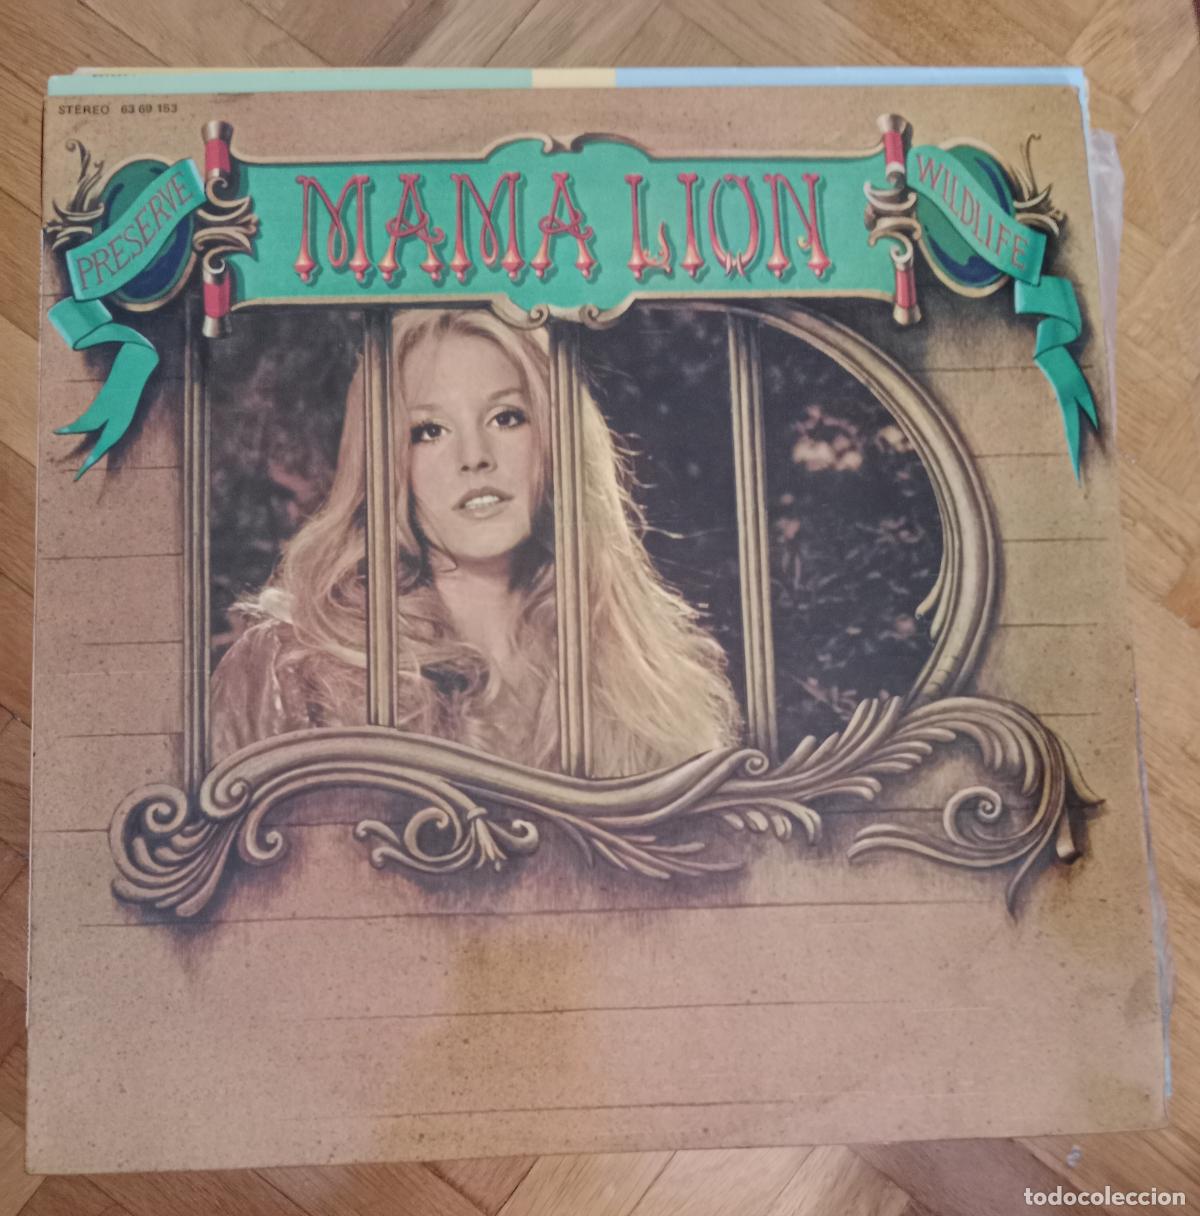 STEREO 63 69 153
PRESERVE
MAMA LION
WILDLIFE
todocoleccion